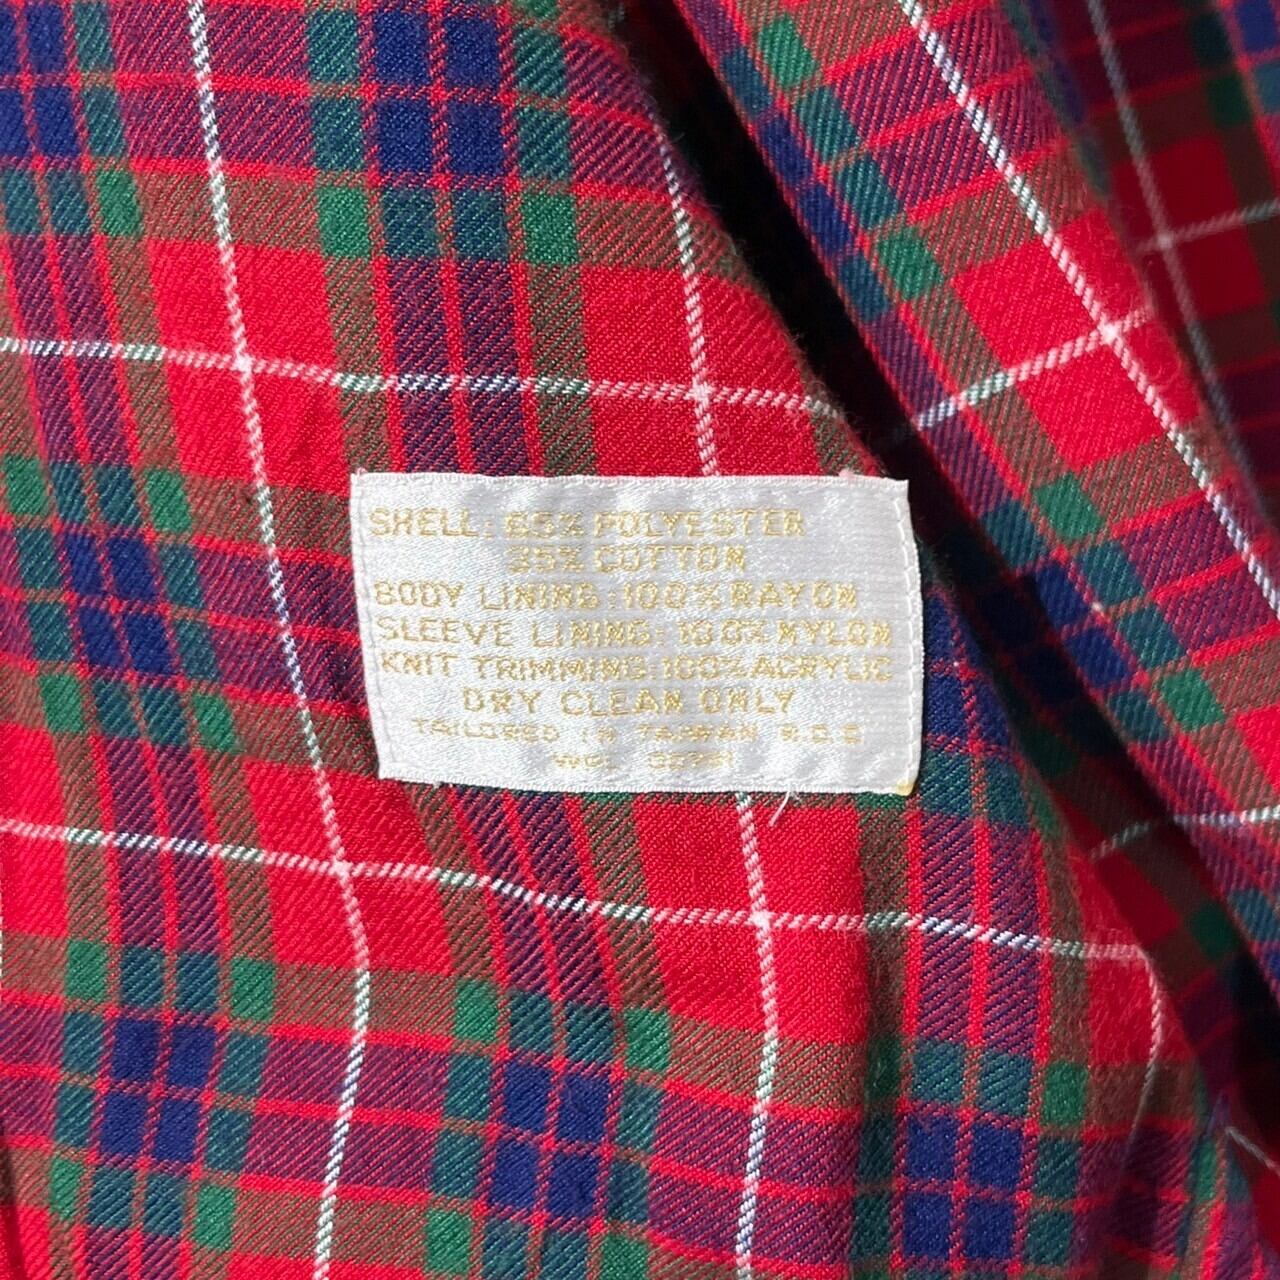 SHELL: 65% POLYESTER
35% COTTON
BODY LINING: 100% RAYON
SLEEVE LINING: 100% NYLON
KNIT TRIMMING: 100% ACRYLIC
DRY CLEAN ONLY
TAILORED IN TAIWAN R.O.C
WPL